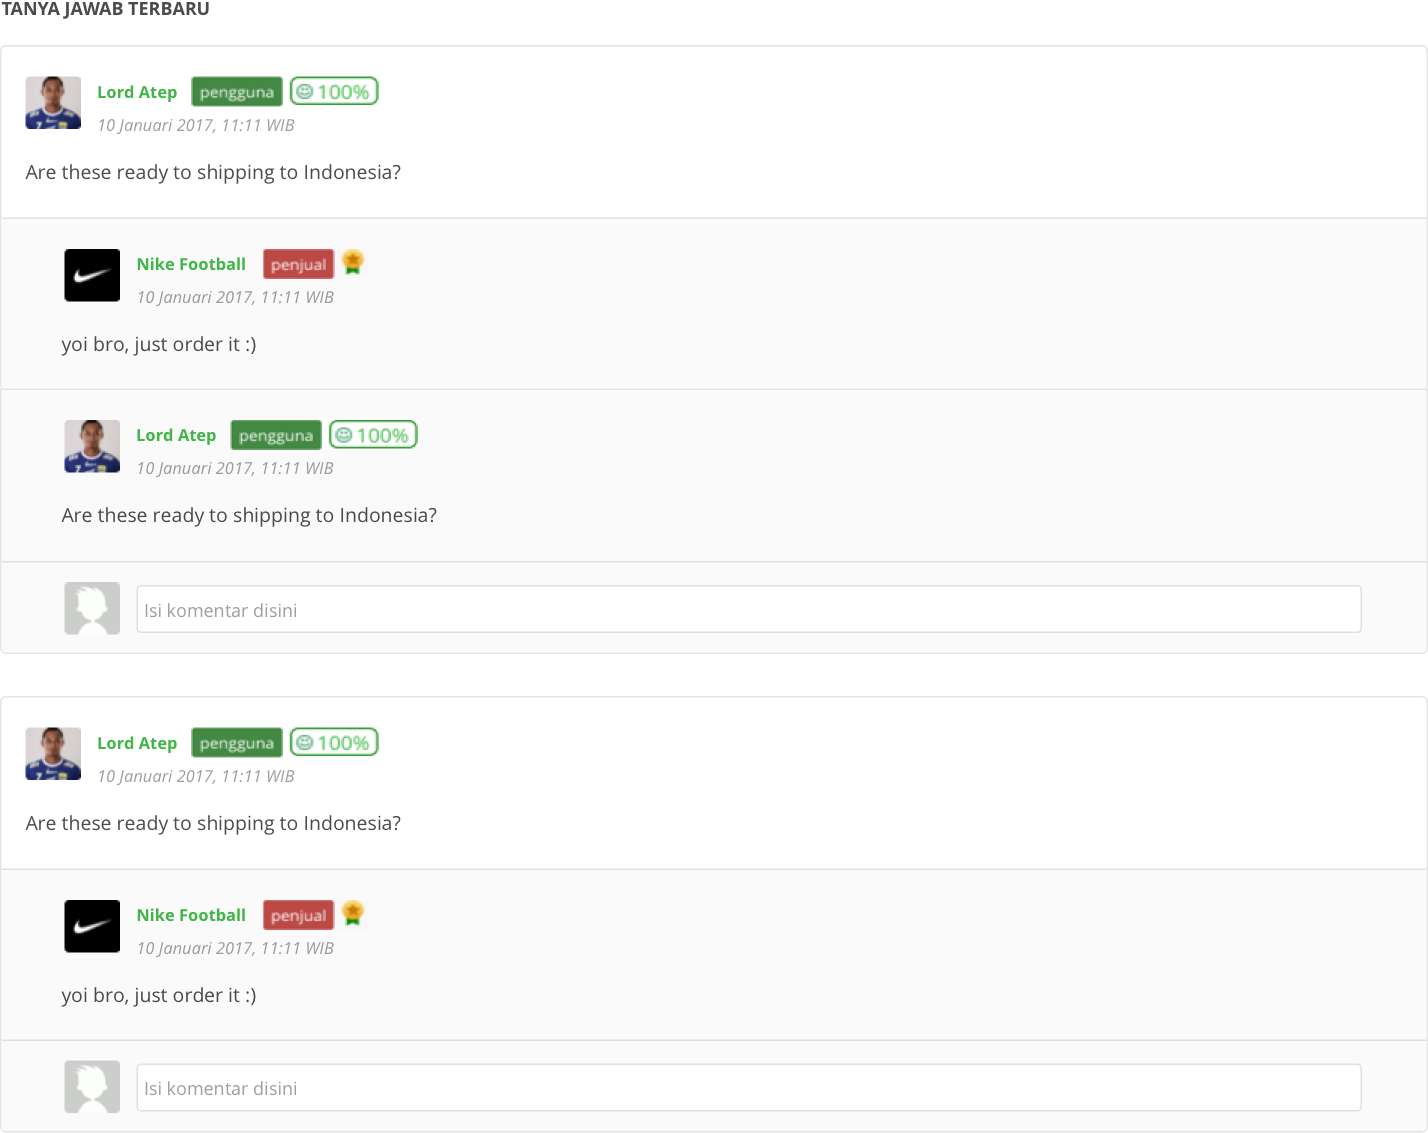 TANYA JAWAB TERBARU
Lord Atep pengguna 100%
10 Januari 2017, 11:11 WIB
Are these ready to shipping to Indonesia?
Nike Football penjual
10 Januari 2017, 11:11 WIB
yoi bro, just order it :)
Lord Atep pengguna 100%
10 Januari 2017, 11:11 WIB
Are these ready to shipping to Indonesia?
Isi komentar disini
Lord Atep pengguna 100%
10 Januari 2017, 11:11 WIB
Are these ready to shipping to Indonesia?
Nike Football penjual
10 Januari 2017, 11:11 WIB
yoi bro, just order it :)
Isi komentar disini